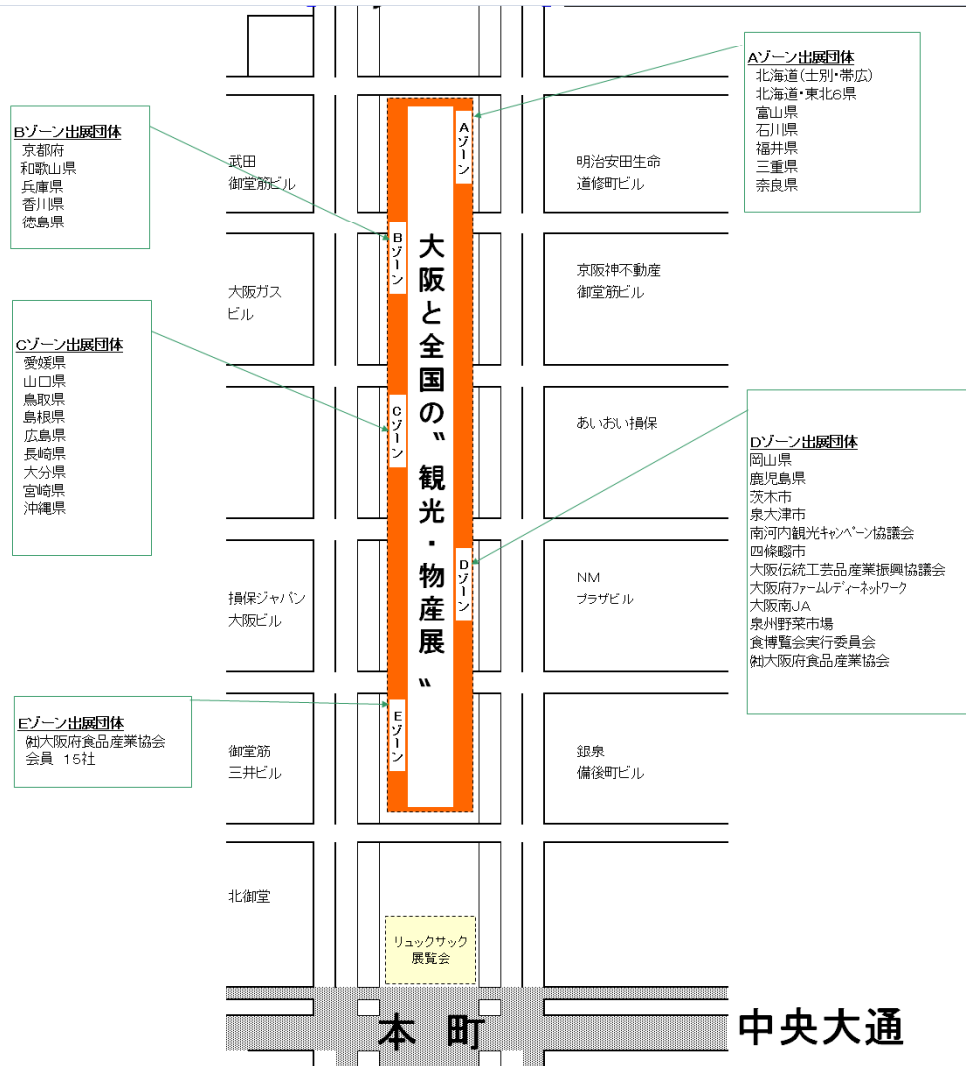 Aゾーン出展団体
北海道(士別・帯広)
北海道・東北6県
富山県
石川県
福井県
三重県
奈良県
Bゾーン出展団体
京都府
和歌山県
兵庫県
香川県
徳島県
Aゾーン
武田
御堂筋ビル
明治安田生命
道修町ビル
Bゾーン
大阪と全国の〝観光・物産展〟
大阪ガス
ビル
京阪神不動産
御堂筋ビル
Cゾーン出展団体
愛媛県
山口県
鳥取県
島根県
広島県
長崎県
大分県
宮崎県
沖縄県
Cゾーン
あいおい損保
Dゾーン出展団体
岡山県
鹿児島県
茨木市
泉大津市
南河内観光キャンペーン協議会
四條畷市
大阪伝統工芸品産業振興協議会
大阪府ファームレディーネットワーク
大阪南JA
泉州野菜市場
食博覧会実行委員会
㈳大阪府食品産業協会
Dゾーン
損保ジャパン
大阪ビル
NM
プラザビル
Eゾーン出展団体
㈳大阪府食品産業協会
会員 15社
Eゾーン
御堂筋
三井ビル
銀泉
備後町ビル
北御堂
リュックサック
展覧会
本町
中央大通